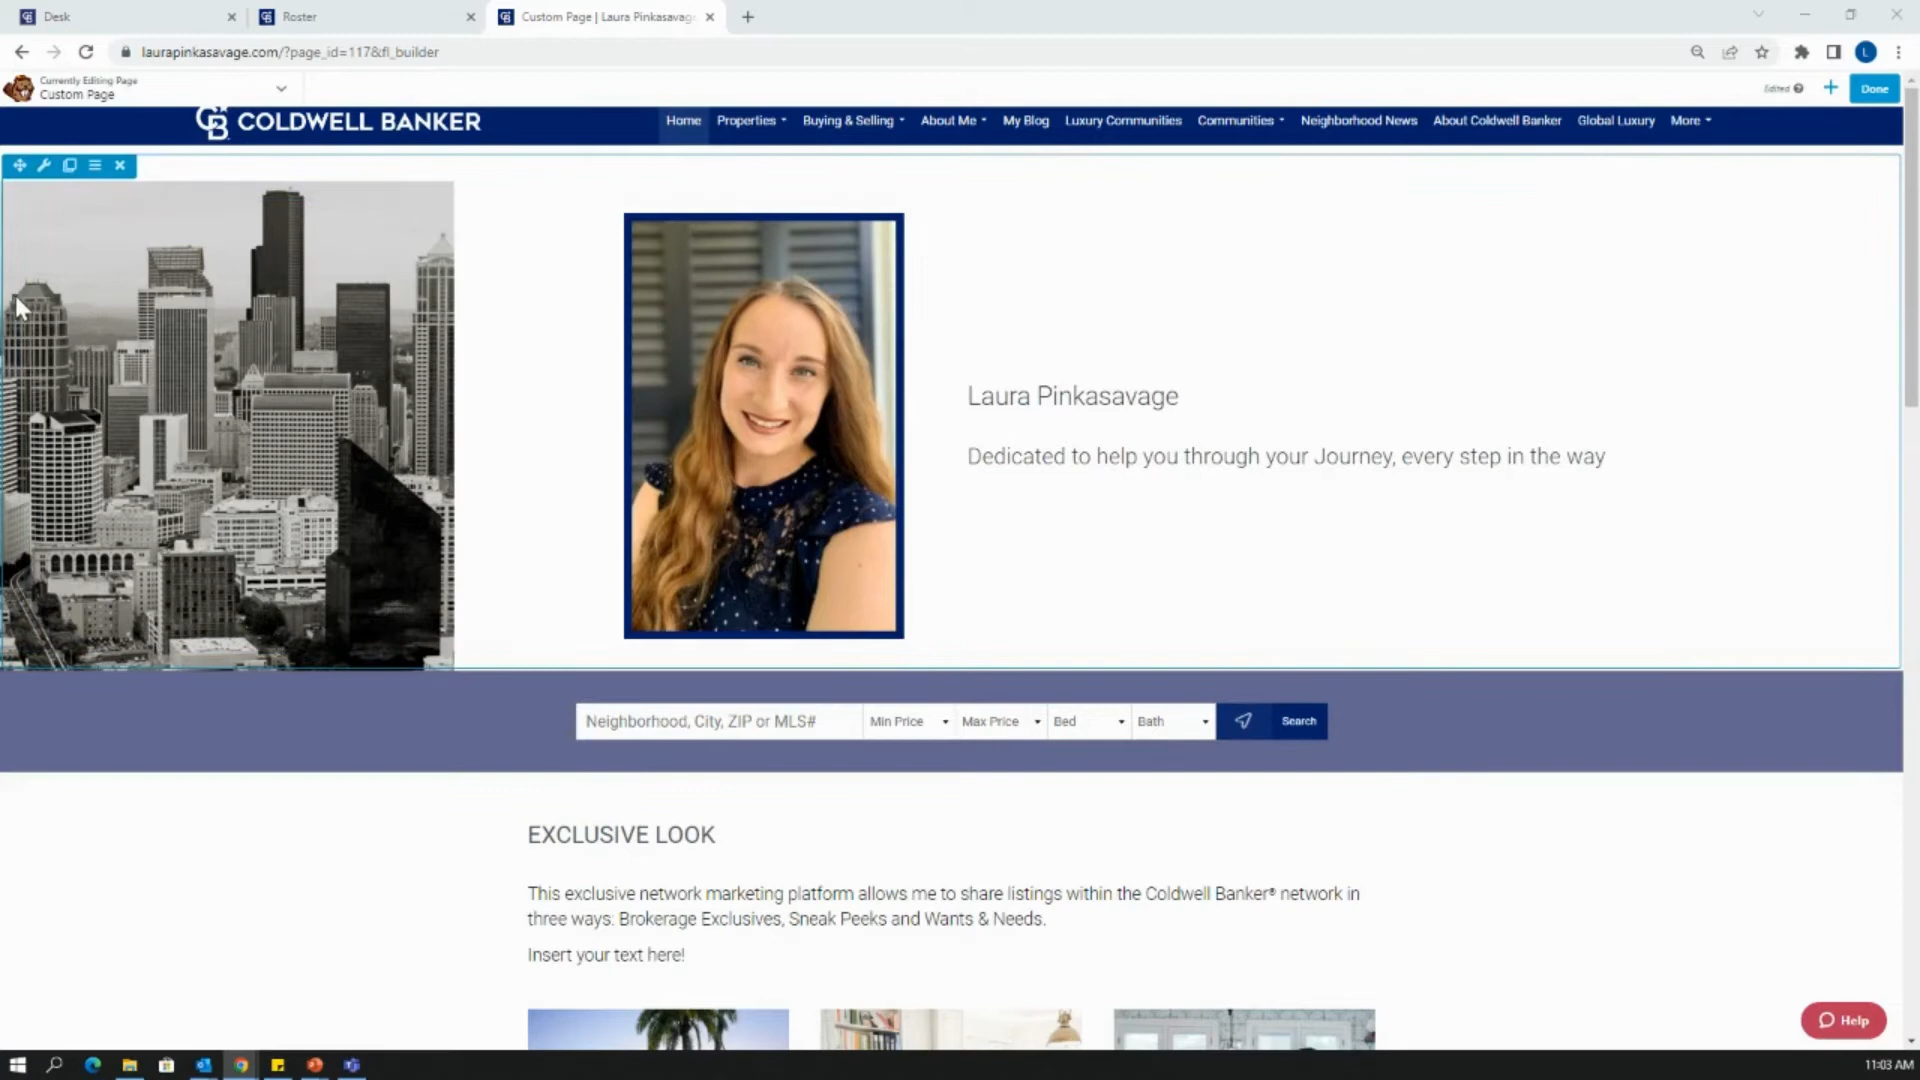 Desk
Roster
Custom Page | Laura Pinkasavag
laurapinkasavage.com/?page_id=117&fl_builder
L
Currently Editing Page
Custom Page
Edited
Done
CB COLDWELL BANKER
Home Properties Buying & Selling About Me My Blog Luxury Communities Communities Neighborhood News About Coldwell Banker Global Luxury More
Laura Pinkasavage
Dedicated to help you through your Journey, every step in the way
Neighborhood, City, ZIP or MLS# Min Price Max Price Bed Bath Search
EXCLUSIVE LOOK
This exclusive network marketing platform allows me to share listings within the Coldwell Banker® network in
three ways: Brokerage Exclusives, Sneak Peeks and Wants & Needs.
Insert your text here!
Help
11:03 AM